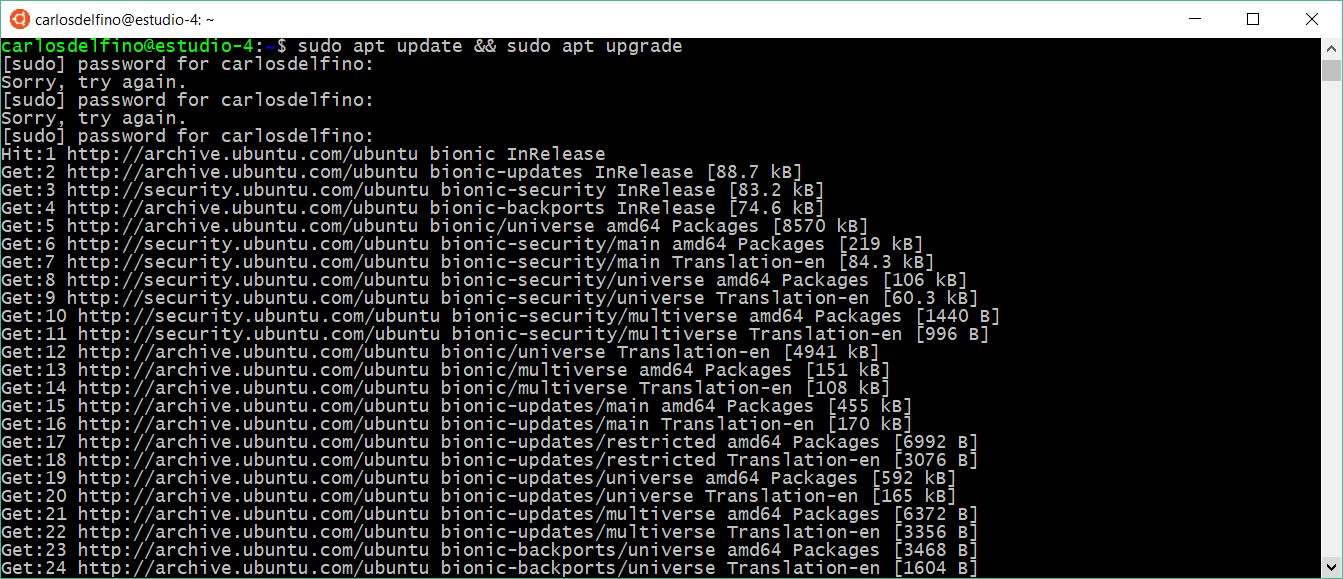 carlosdelfino@estudio-4: ~
carlosdelfino@estudio-4:~$ sudo apt update && sudo apt upgrade
[sudo] password for carlosdelfino:
Sorry, try again.
[sudo] password for carlosdelfino:
Sorry, try again.
[sudo] password for carlosdelfino:
Hit:1 http://archive.ubuntu.com/ubuntu bionic InRelease
Get:2 http://archive.ubuntu.com/ubuntu bionic-updates InRelease [88.7 kB]
Get:3 http://security.ubuntu.com/ubuntu bionic-security InRelease [83.2 kB]
Get:4 http://archive.ubuntu.com/ubuntu bionic-backports InRelease [74.6 kB]
Get:5 http://archive.ubuntu.com/ubuntu bionic/universe amd64 Packages [8570 kB]
Get:6 http://security.ubuntu.com/ubuntu bionic-security/main amd64 Packages [219 kB]
Get:7 http://security.ubuntu.com/ubuntu bionic-security/main Translation-en [84.3 kB]
Get:8 http://security.ubuntu.com/ubuntu bionic-security/universe amd64 Packages [106 kB]
Get:9 http://security.ubuntu.com/ubuntu bionic-security/universe Translation-en [60.3 kB]
Get:10 http://security.ubuntu.com/ubuntu bionic-security/multiverse amd64 Packages [1440 B]
Get:11 http://security.ubuntu.com/ubuntu bionic-security/multiverse Translation-en [996 B]
Get:12 http://archive.ubuntu.com/ubuntu bionic/universe Translation-en [4941 kB]
Get:13 http://archive.ubuntu.com/ubuntu bionic/multiverse amd64 Packages [151 kB]
Get:14 http://archive.ubuntu.com/ubuntu bionic/multiverse Translation-en [108 kB]
Get:15 http://archive.ubuntu.com/ubuntu bionic-updates/main amd64 Packages [455 kB]
Get:16 http://archive.ubuntu.com/ubuntu bionic-updates/main Translation-en [170 kB]
Get:17 http://archive.ubuntu.com/ubuntu bionic-updates/restricted amd64 Packages [6992 B]
Get:18 http://archive.ubuntu.com/ubuntu bionic-updates/restricted Translation-en [3076 B]
Get:19 http://archive.ubuntu.com/ubuntu bionic-updates/universe amd64 Packages [592 kB]
Get:20 http://archive.ubuntu.com/ubuntu bionic-updates/universe Translation-en [165 kB]
Get:21 http://archive.ubuntu.com/ubuntu bionic-updates/multiverse amd64 Packages [6372 B]
Get:22 http://archive.ubuntu.com/ubuntu bionic-updates/multiverse Translation-en [3356 B]
Get:23 http://archive.ubuntu.com/ubuntu bionic-backports/universe amd64 Packages [3468 B]
Get:24 http://archive.ubuntu.com/ubuntu bionic-backports/universe Translation-en [1604 B]